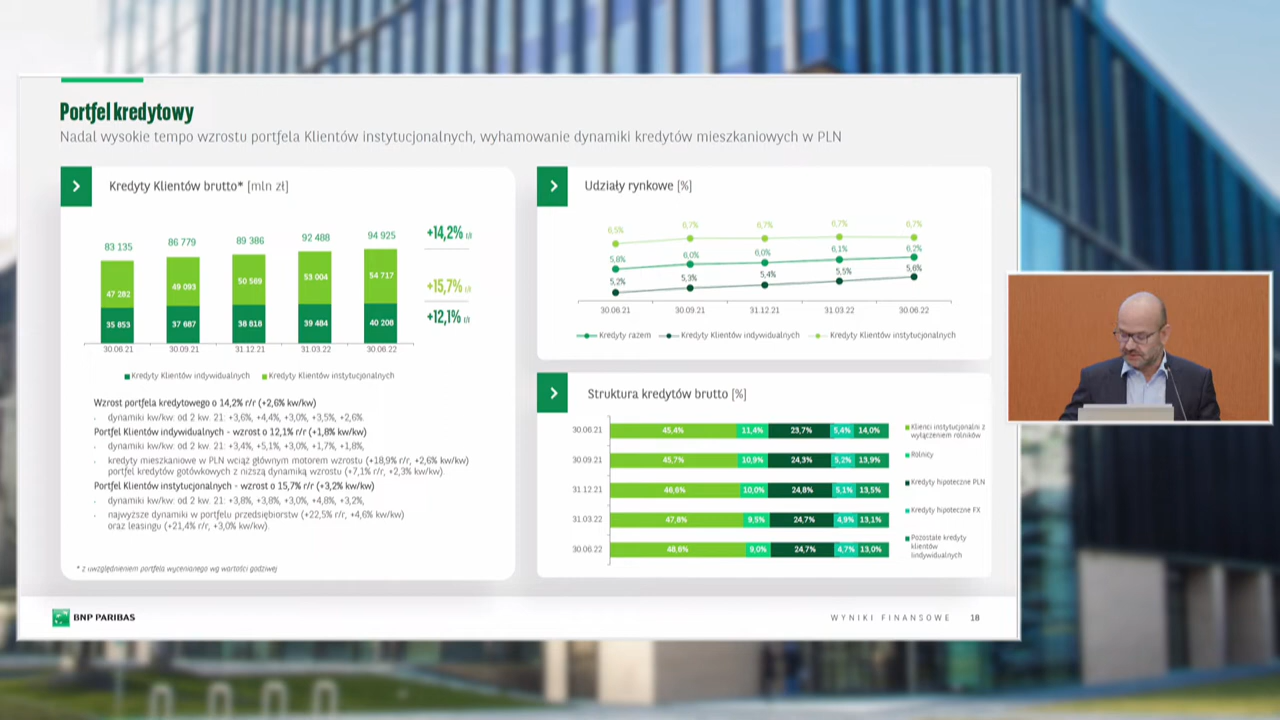 Portfel kredytowy
Nadal wysokie tempo wzrostu portfela Klientów instytucjonalnych, wyhamowanie dynamiki kredytów mieszkaniowych w PLN
Kredyty Klientów brutto* [mln zł]
83 135
86 779
89 386
92 488
94 925
47 282
49 093
50 569
53 004
54 717
35 853
37 687
38 818
39 484
40 208
30.06.21
30.09.21
31.12.21
31.03.22
30.06.22
+14,2% r/r
+15,7% r/r
+12,1% r/r
Kredyty Klientów indywidualnych
Kredyty Klientów instytucjonalnych
Wzrost portfela kredytowego o 14,2% r/r (+2,6% kw/kw)
dynamiki kw/kw. od 2 kw. 21: +3,6%, +4,4%, +3,0%, +3,5%, +2,6%
Portfel Klientów indywidualnych - wzrost o 12,1% r/r (+1,8% kw/kw)
dynamiki kw/kw. od 2 kw. 21: +3,4%, +5,1%, +3,0%, +1,7%, +1,8%,
kredyty mieszkaniowe w PLN wciąż głównym motorem wzrostu (+18,9% r/r, +2,6% kw/kw)
portfel kredytów gotówkowych z niższą dynamiką wzrostu (+7,1% r/r, +2,3% kw/kw)
Portfel Klientów instytucjonalnych - wzrost o 15,7% r/r (+3,2% kw/kw)
dynamiki kw/kw. od 2 kw. 21: +3,8%, +3,8%, +3,0%, +4,8%, +3,2%,
najwyższe dynamiki w portfelu przedsiębiorstw (+22,5% r/r, +4,6% kw/kw)
oraz leasingu (+21,4% r/r, +3,0% kw/kw).
* z uwzględnieniem portfela wycenianego wg wartości godziwej
Udziały rynkowe [%]
6,5%
6,7%
6,7%
6,7%
6,7%
5,8%
6,0%
6,0%
6,1%
6,2%
5,2%
5,3%
5,4%
5,5%
5,6%
30.06.21
30.09.21
31.12.21
31.03.22
30.06.22
Kredyty razem
Kredyty Klientów indywidualnych
Kredyty Klientów instytucjonalnych
Struktura kredytów brutto [%]
30.06.21 45,4% 11,4% 23,7% 5,4% 14,0%
30.09.21 45,7% 10,9% 24,3% 5,2% 13,9%
31.12.21 46,6% 10,0% 24,8% 5,1% 13,5%
31.03.22 47,8% 9,5% 24,7% 4,9% 13,1%
30.06.22 48,6% 9,0% 24,7% 4,7% 13,0%
Klienci instytucjonalni z
wyłączeniem rolników
Rolnicy
Kredyty hipoteczne PLN
Kredyty hipoteczne FX
Pozostałe kredyty
klientów
indywidualnych
BNP PARIBAS
WYNIKI FINANSOWE 18